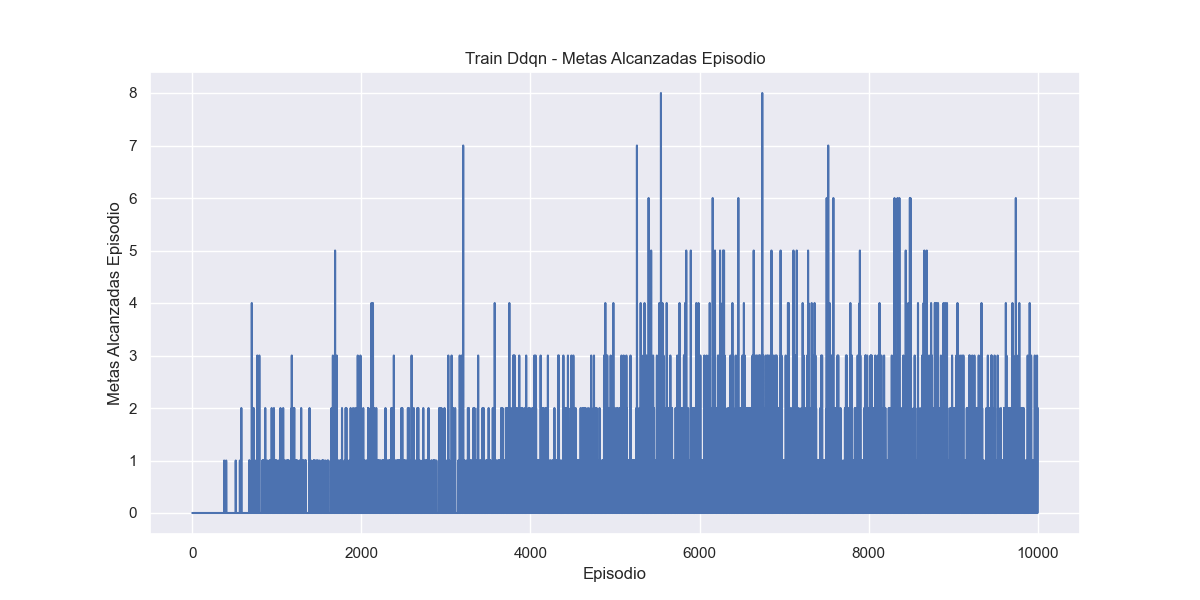 Train Ddqn - Metas Alcanzadas Episodio
Metas Alcanzadas Episodio
8
7
6
5
4
3
2
1
0
0 2000 4000 6000 8000 10000
Episodio